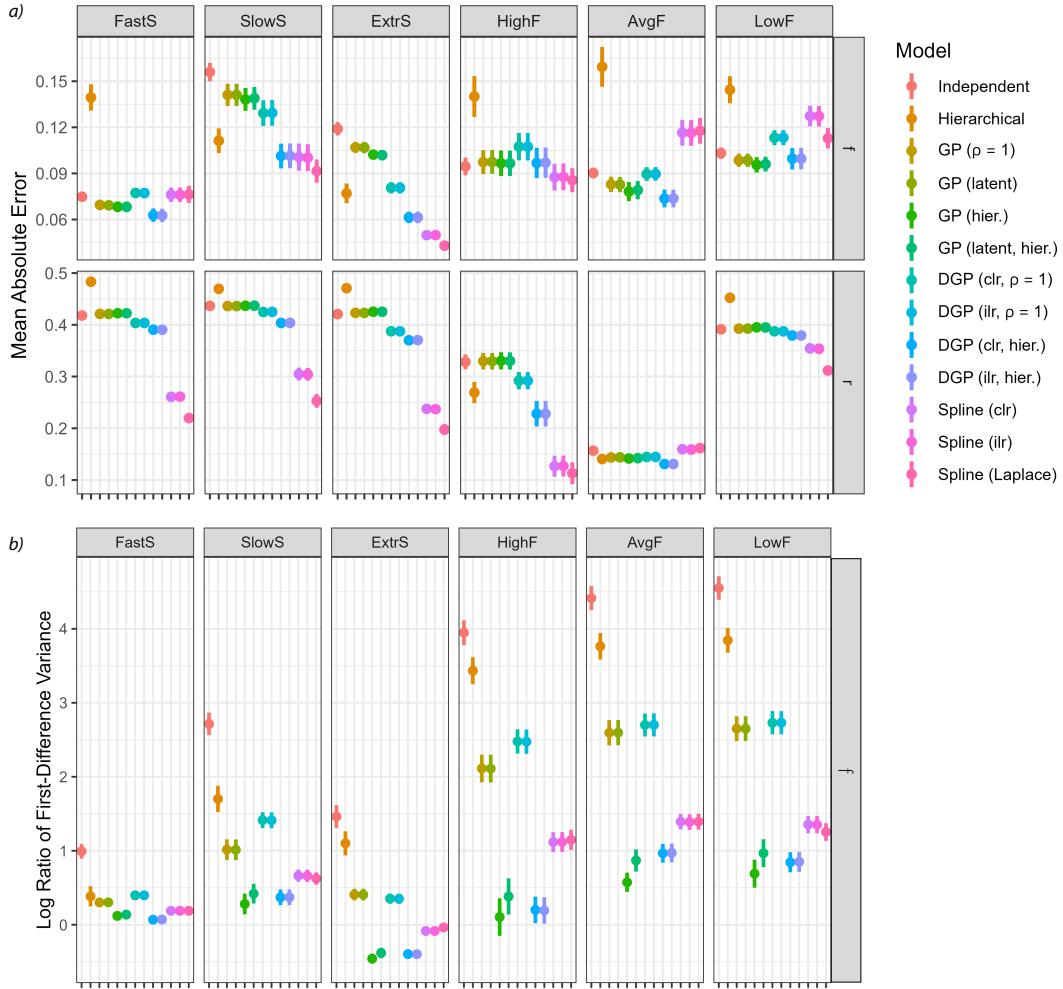 a)
FastS SlowS ExtrS HighF AvgF LowF
Mean Absolute Error
0.15
0.12
0.09
0.06
f
0.5
0.4
0.3
0.2
0.1
r
Model
Independent
Hierarchical
GP (ρ = 1)
GP (latent)
GP (hier.)
GP (latent, hier.)
DGP (clr, ρ = 1)
DGP (ilr, ρ = 1)
DGP (clr, hier.)
DGP (ilr, hier.)
Spline (clr)
Spline (ilr)
Spline (Laplace)
b)
FastS SlowS ExtrS HighF AvgF LowF
Log Ratio of First-Difference Variance
4
3
2
1
0
f